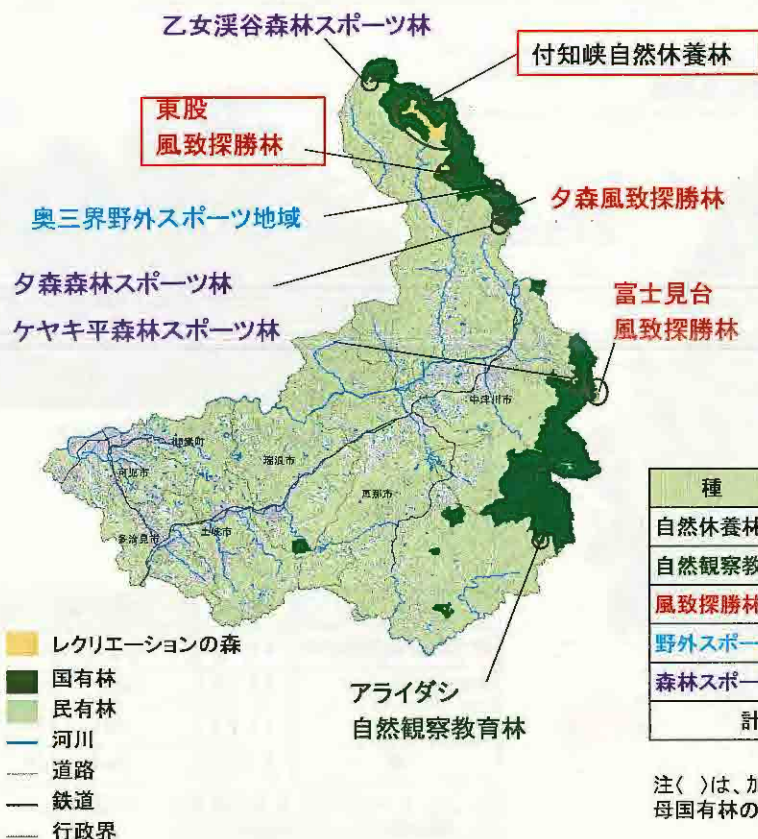 乙女渓谷森林スポーツ林
付知峡自然休養林
東股
風致探勝林
奥三界野外スポーツ地域
夕森風致探勝林
夕森森林スポーツ林
ケヤキ平森林スポーツ林
富士見台
風致探勝林
中津川市
御嵩町
瑞浪市
可児市
恵那市
土岐市
多治見市
種
自然休養林
自然観察教
風致探勝林
野外スポー
森林スポー
計
レクリエーションの森
国有林
民有林
河川
道路
鉄道
行政界
アライダシ
自然観察教育林
注〈 〉は、
母国有林の